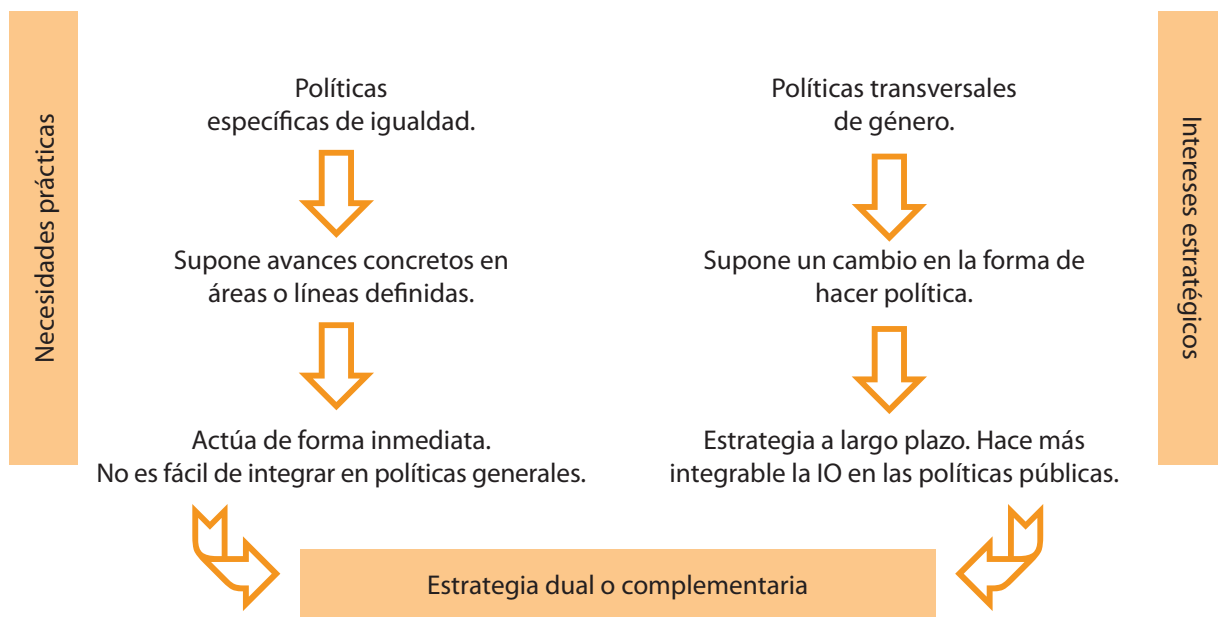 Necesidades prácticas
Políticas
específicas de igualdad.
Supone avances concretos en
áreas o líneas definidas.
Actúa de forma inmediata.
No es fácil de integrar en políticas generales.
Políticas transversales
de género.
Supone un cambio en la forma de
hacer política.
Estrategia a largo plazo. Hace más
integrable la IO en las políticas públicas.
Intereses estratégicos
Estrategia dual o complementaria